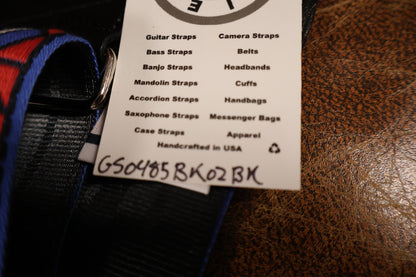 Guitar Straps Camera Straps
Bass Straps Belts
Banjo Straps Headbands
Mandolin Straps Cuffs
Accordion Straps Handbags
Saxophone Straps Messenger Bags
Case Straps Apparel
Handcrafted in USA
GS0485BK02BK